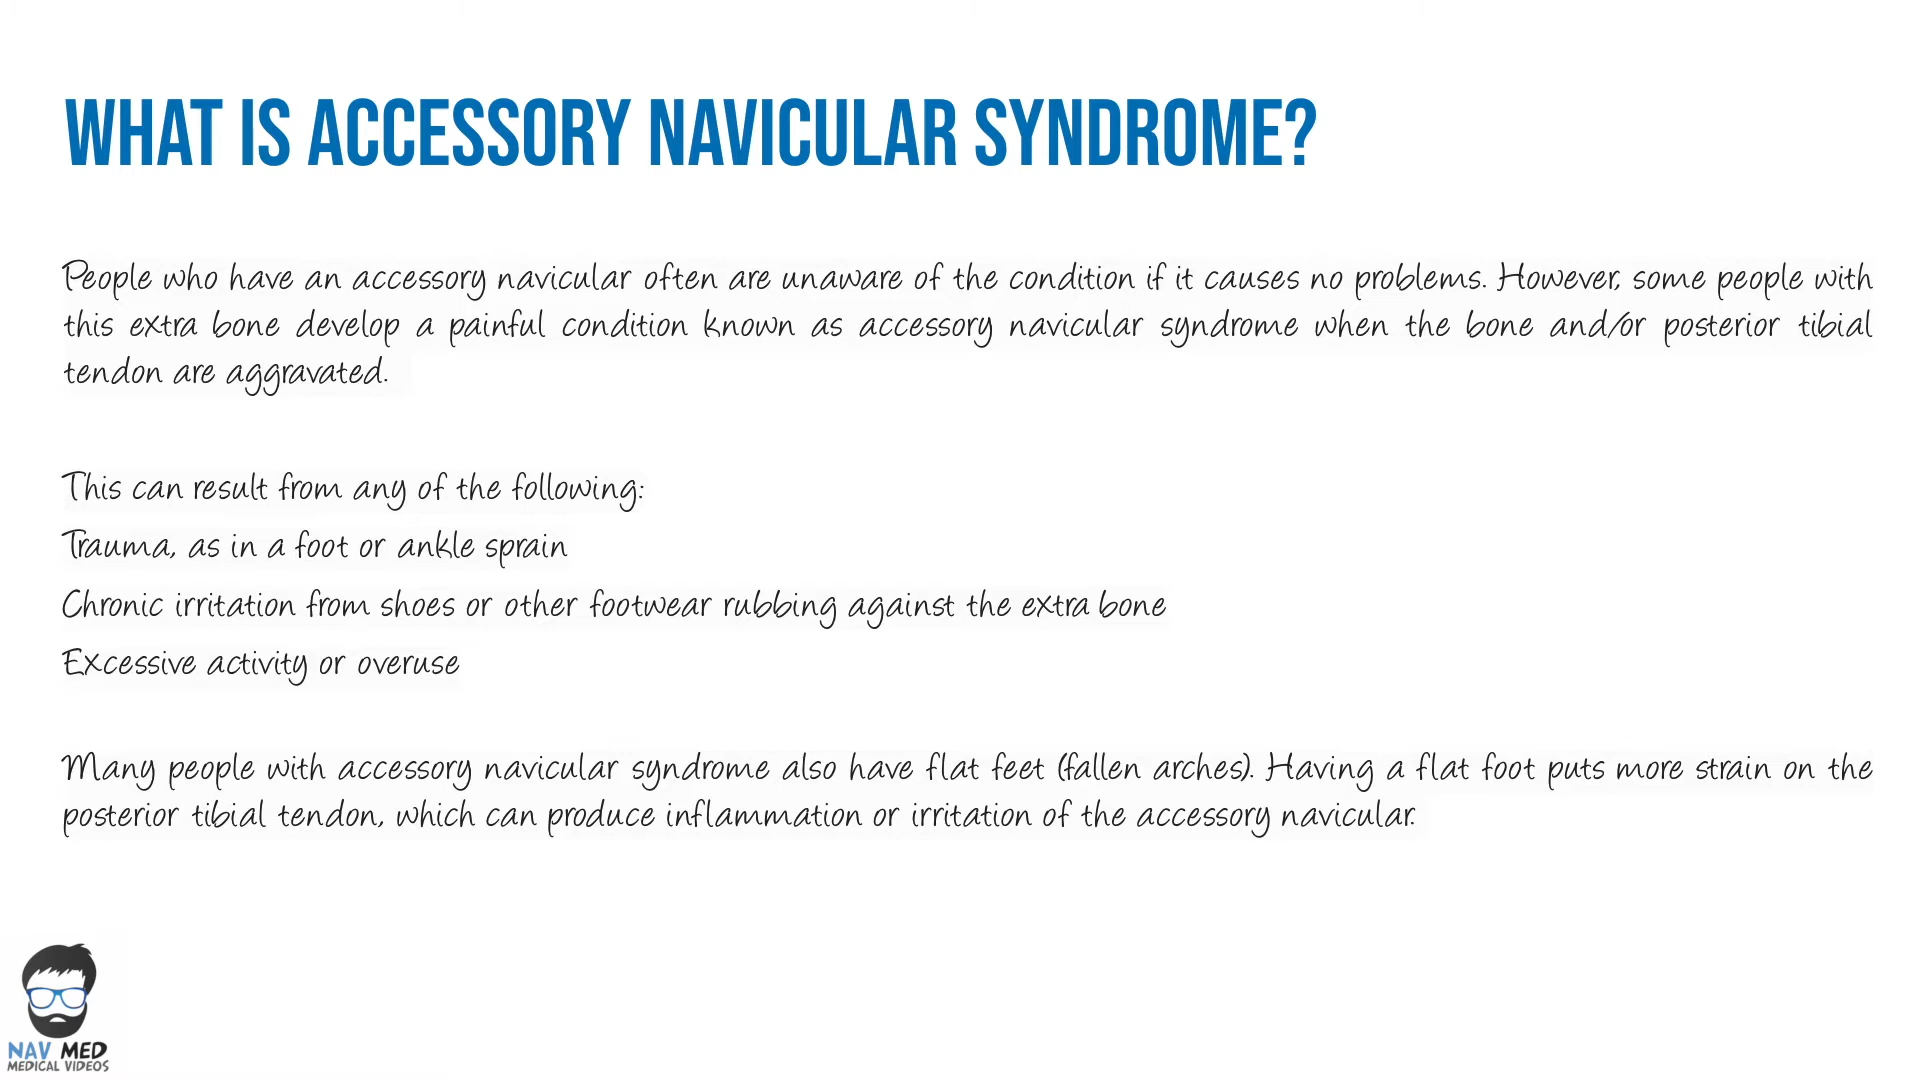 WHAT IS ACCESSORY NAVICULAR SYNDROME?
People who have an accessory navicular often are unaware of the condition if it causes no problems. However, some people with
this extra bone develop a painful condition known as accessory navicular syndrome when the bone and/or posterior tibial
tendon are aggravated.
This can result from any of the following:
Trauma, as in a foot or ankle sprain
Chronic irritation from shoes or other footwear rubbing against the extra bone
Excessive activity or overuse
Many people with accessory navicular syndrome also have flat feet (fallen arches). Having a flat foot puts more strain on the
posterior tibial tendon, which can produce inflammation or irritation of the accessory navicular.
NAV MED
MEDICAL VIDEOS